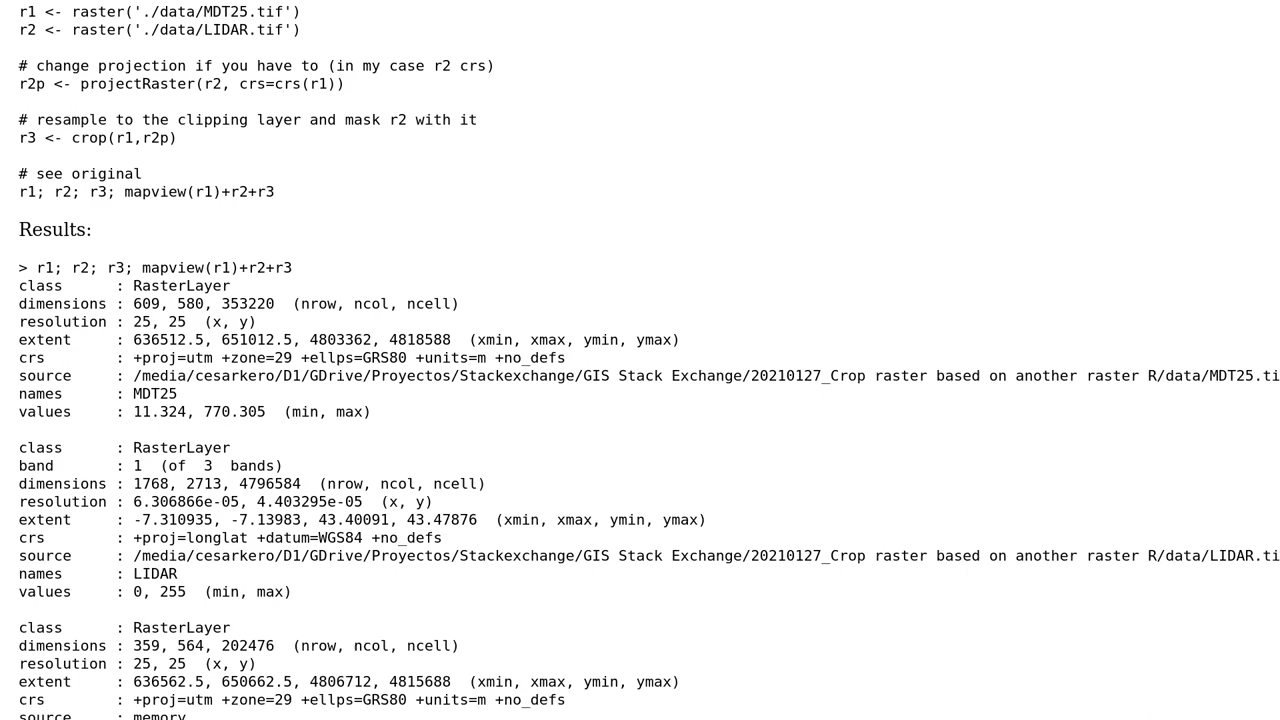 r1 <- raster('./data/MDT25.tif')
r2 <- raster('./data/LIDAR.tif')
# change projection if you have to (in my case r2 crs)
r2p <- projectRaster(r2, crs=crs(r1))
# resample to the clipping layer and mask r2 with it
r3 <- crop(r1,r2p)
# see original
r1; r2; r3; mapview(r1)+r2+r3
Results:
> r1; r2; r3; mapview(r1)+r2+r3
class      : RasterLayer
dimensions : 609, 580, 353220  (nrow, ncol, ncell)
resolution : 25, 25  (x, y)
extent     : 636512.5, 651012.5, 4803362, 4818588  (xmin, xmax, ymin, ymax)
crs        : +proj=utm +zone=29 +ellps=GRS80 +units=m +no_defs
source     : /media/cesarkero/D1/GDrive/Proyectos/Stackexchange/GIS Stack Exchange/20210127_Crop raster based on another raster R/data/MDT25.ti
names      : MDT25
values     : 11.324, 770.305  (min, max)
class      : RasterLayer
band       : 1  (of  3  bands)
dimensions : 1768, 2713, 4796584  (nrow, ncol, ncell)
resolution : 6.306866e-05, 4.403295e-05  (x, y)
extent     : -7.310935, -7.13983, 43.40091, 43.47876  (xmin, xmax, ymin, ymax)
crs        : +proj=longlat +datum=WGS84 +no_defs
source     : /media/cesarkero/D1/GDrive/Proyectos/Stackexchange/GIS Stack Exchange/20210127_Crop raster based on another raster R/data/LIDAR.ti
names      : LIDAR
values     : 0, 255  (min, max)
class      : RasterLayer
dimensions : 359, 564, 202476  (nrow, ncol, ncell)
resolution : 25, 25  (x, y)
extent     : 636562.5, 650662.5, 4806712, 4815688  (xmin, xmax, ymin, ymax)
crs        : +proj=utm +zone=29 +ellps=GRS80 +units=m +no_defs
source     : memory